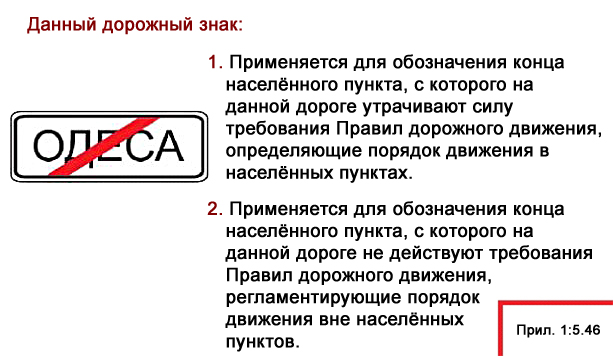 Данный дорожный знак:
1. Применяется для обозначения конца
населённого пункта, с которого на
данной дороге утрачивают силу
требования Правил дорожного движения,
определяющие порядок движения в
населённых пунктах.
ОДЕСА
2. Применяется для обозначения конца
населённого пункта, с которого на
данной дороге не действуют требования
Правил дорожного движения,
регламентирующие порядок
движения вне населённых
пунктов.
Прил. 1:5.46